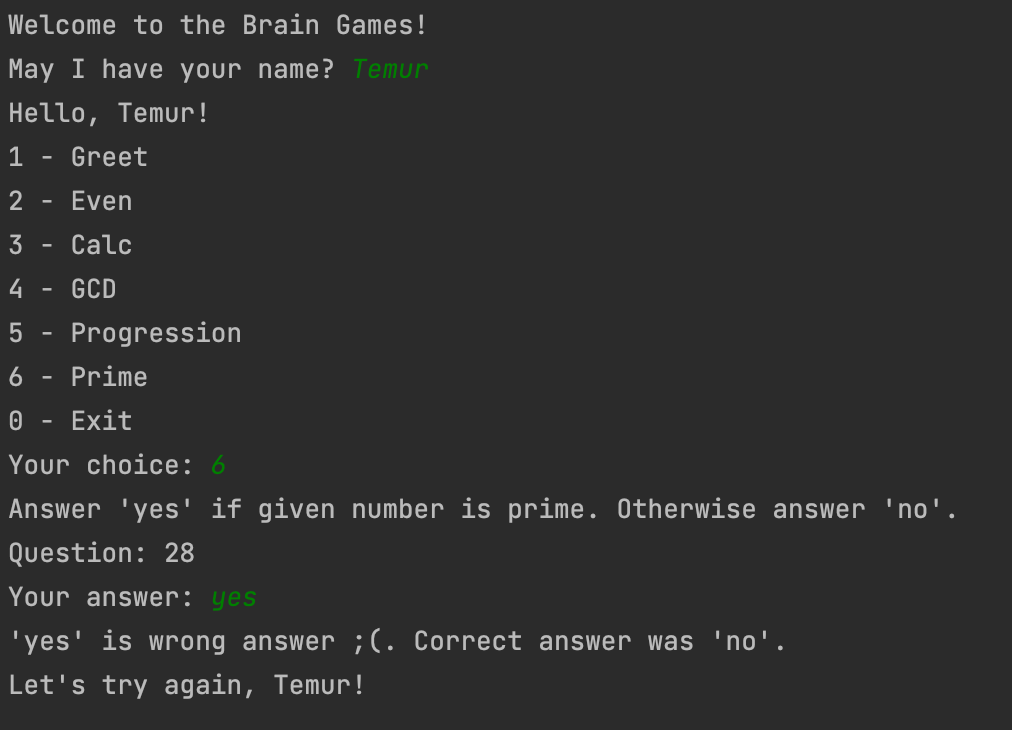 Welcome to the Brain Games!
May I have your name? Temur
Hello, Temur!
1 - Greet
2 - Even
3 - Calc
4 - GCD
5 - Progression
6 - Prime
0 - Exit
Your choice: 6
Answer 'yes' if given number is prime. Otherwise answer 'no'.
Question: 28
Your answer: yes
'yes' is wrong answer ;(. Correct answer was 'no'.
Let's try again, Temur!